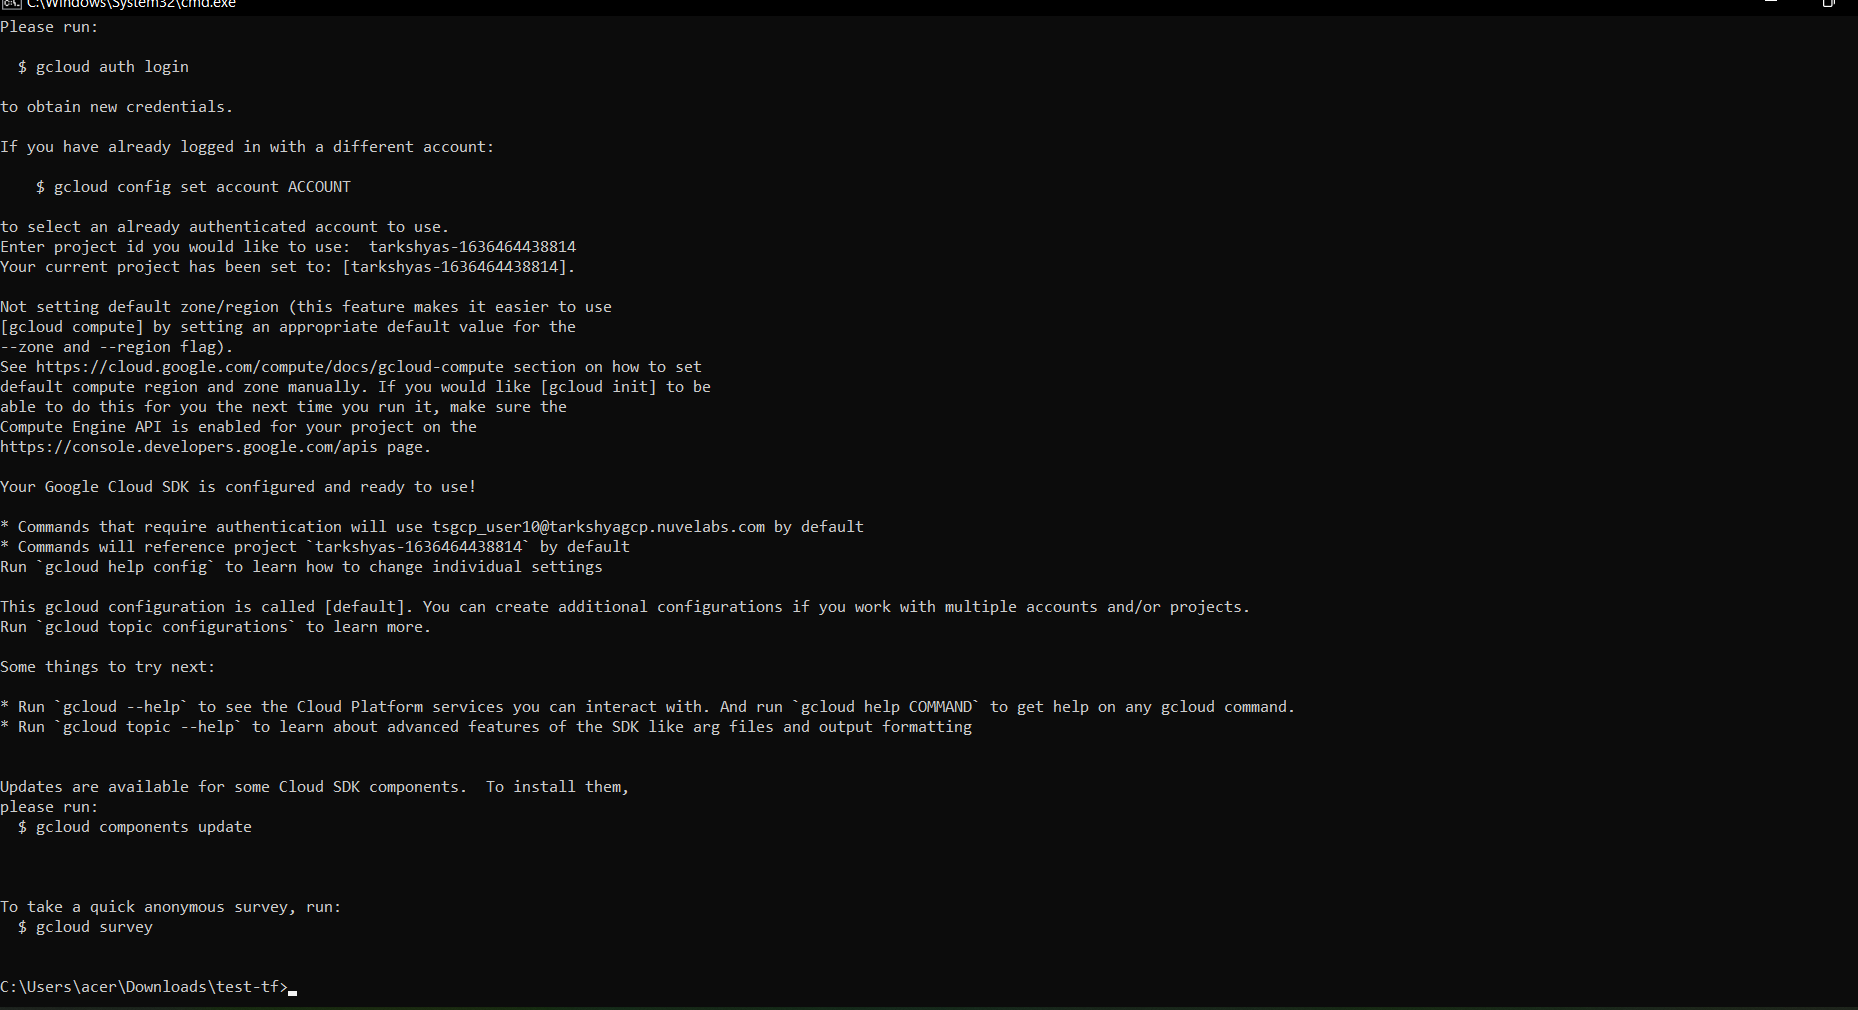 C:\Windows\System32\cmd.exe
Please run:
$ gcloud auth login
to obtain new credentials.
If you have already logged in with a different account:
$ gcloud config set account ACCOUNT
to select an already authenticated account to use.
Enter project id you would like to use:  tarkshyas-1636464438814
Your current project has been set to: [tarkshyas-1636464438814].
Not setting default zone/region (this feature makes it easier to use
[gcloud compute] by setting an appropriate default value for the
--zone and --region flag).
See https://cloud.google.com/compute/docs/gcloud-compute section on how to set
default compute region and zone manually. If you would like [gcloud init] to be
able to do this for you the next time you run it, make sure the
Compute Engine API is enabled for your project on the
https://console.developers.google.com/apis page.
Your Google Cloud SDK is configured and ready to use!
* Commands that require authentication will use tsgcp_user10@tarkshyagcp.nuvelabs.com by default
* Commands will reference project `tarkshyas-1636464438814` by default
Run `gcloud help config` to learn how to change individual settings
This gcloud configuration is called [default]. You can create additional configurations if you work with multiple accounts and/or projects.
Run `gcloud topic configurations` to learn more.
Some things to try next:
* Run `gcloud --help` to see the Cloud Platform services you can interact with. And run `gcloud help COMMAND` to get help on any gcloud command.
* Run `gcloud topic --help` to learn about advanced features of the SDK like arg files and output formatting
Updates are available for some Cloud SDK components.  To install them,
please run:
$ gcloud components update
To take a quick anonymous survey, run:
$ gcloud survey
C:\Users\acer\Downloads\test-tf>